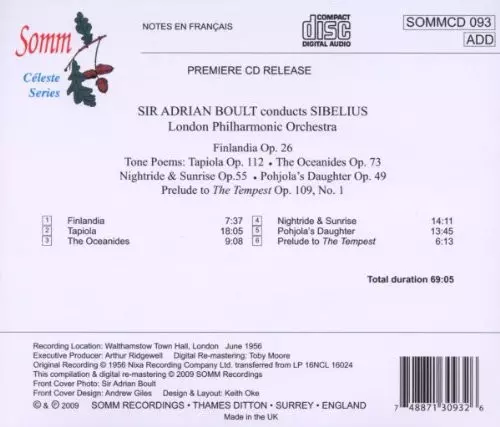 Somm
Céleste
Series
NOTES EN FRANÇAIS
COMPACT
disc
DIGITAL AUDIO
SOMMCD 093
ADD
PREMIERE CD RELEASE
SIR ADRIAN BOULT conducts SIBELIUS
London Philharmonic Orchestra
Finlandia Op. 26
Tone Poems: Tapiola Op. 112 • The Oceanides Op. 73
Nightride & Sunrise Op.55 • Pohjola's Daughter Op. 49
Prelude to The Tempest Op. 109, No. 1
1 Finlandia 7:37
2 Tapiola 18:05
3 The Oceanides 9:08
4 Nightride & Sunrise 14:11
5 Pohjola's Daughter 13:45
6 Prelude to The Tempest 6:13
Total duration 69:05
Recording Location: Walthamstow Town Hall, London June 1956
Executive Producer: Arthur Ridgewell Digital Re-mastering: Toby Moore
Original Recording © 1956 Nixa Recording Company Ltd. transferred from LP 16NCL 16024
This compilation & digital re-mastering © 2009 SOMM Recordings
Front Cover Photo: Sir Adrian Boult
Front Cover Design: Andrew Giles Design & Layout: Keith Oke
© & ℗ 2009 SOMM RECORDINGS • THAMES DITTON • SURREY • ENGLAND
Made in the UK
7 48871 30932 6